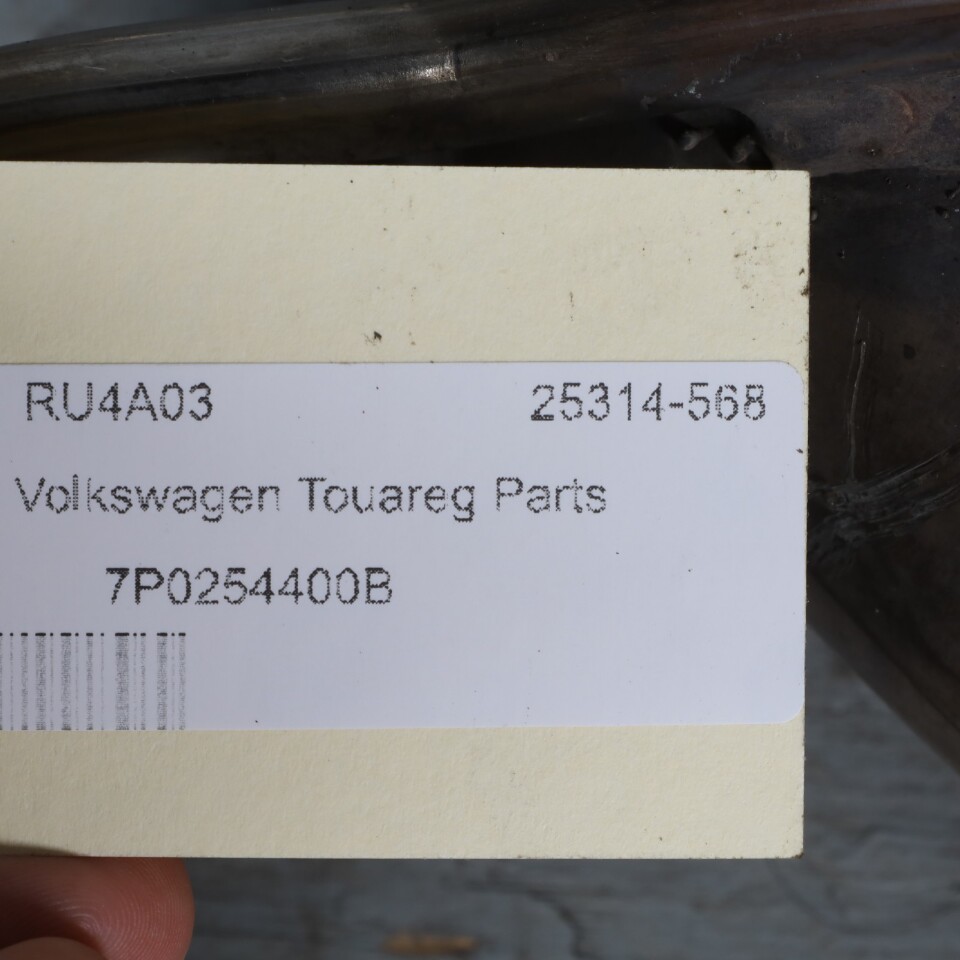 RU4A03 25314-568
Volkswagen Touareg Parts
7P0254400B